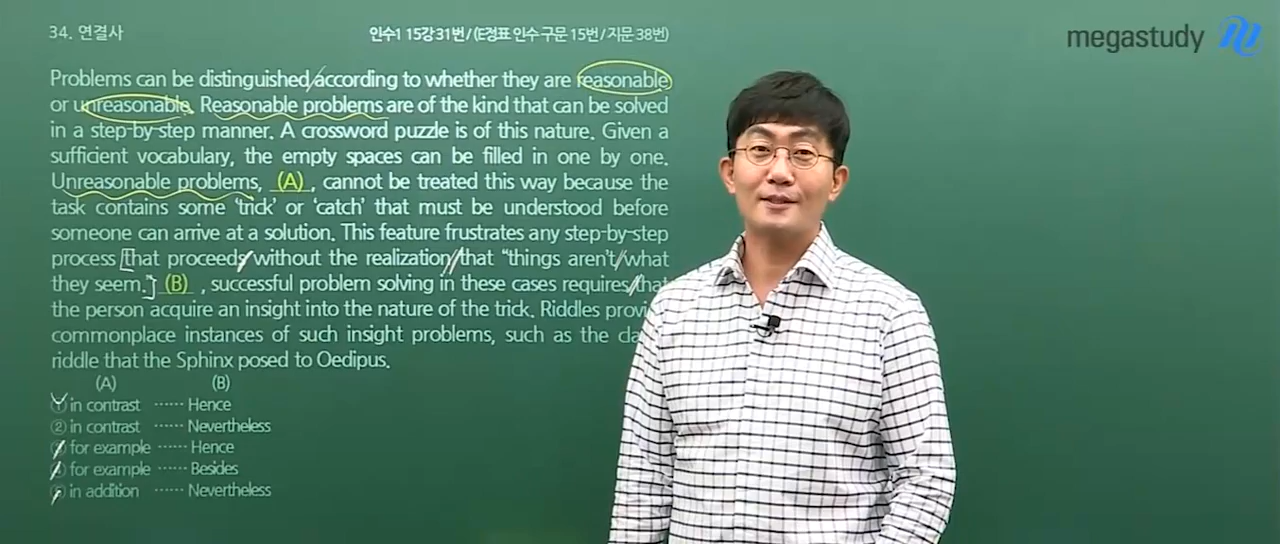 34. 연결사
인수1 15강 31번 / (E정표 인수 구문 15번 / 지문 38번)
megastudy
Problems can be distinguished according to whether they are reasonable
or unreasonable. Reasonable problems are of the kind that can be solved
in a step-by-step manner. A crossword puzzle is of this nature. Given a
sufficient vocabulary, the empty spaces can be filled in one by one.
Unreasonable problems, (A) , cannot be treated this way because the
task contains some ‘trick’ or ‘catch’ that must be understood before
someone can arrive at a solution. This feature frustrates any step-by-step
process that proceeds without the realization that “things aren’t what
they seem.” (B) , successful problem solving in these cases requires that
the person acquire an insight into the nature of the trick. Riddles
commonplace instances of such insight problems, such as the
riddle that the Sphinx posed to Oedipus.
(A) (B)
① in contrast ······ Hence
② in contrast ······ Nevertheless
③ for example ······ Hence
④ for example ······ Besides
⑤ in addition ······ Nevertheless